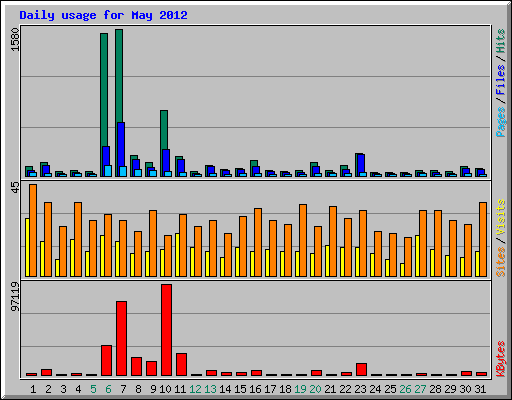 Daily usage for May 2012
1580
Pages / Files / Hits
45
Sites / Visits
97119
KBytes
1 2 3 4 5 6 7 8 9 10 11 12 13 14 15 16 17 18 19 20 21 22 23 24 25 26 27 28 29 30 31